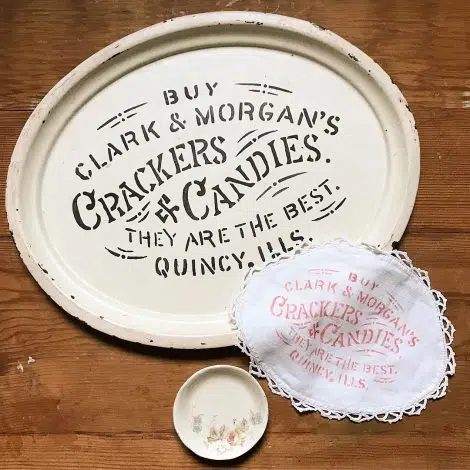 BUY
CLARK & MORGAN'S
CRACKERS
& CANDIES.
THEY ARE THE BEST.
QUINCY, ILLS.
BUY
CLARK & MORGAN'S
CRACKERS
& CANDIES
THEY ARE THE BEST.
QUINCY, ILLS.